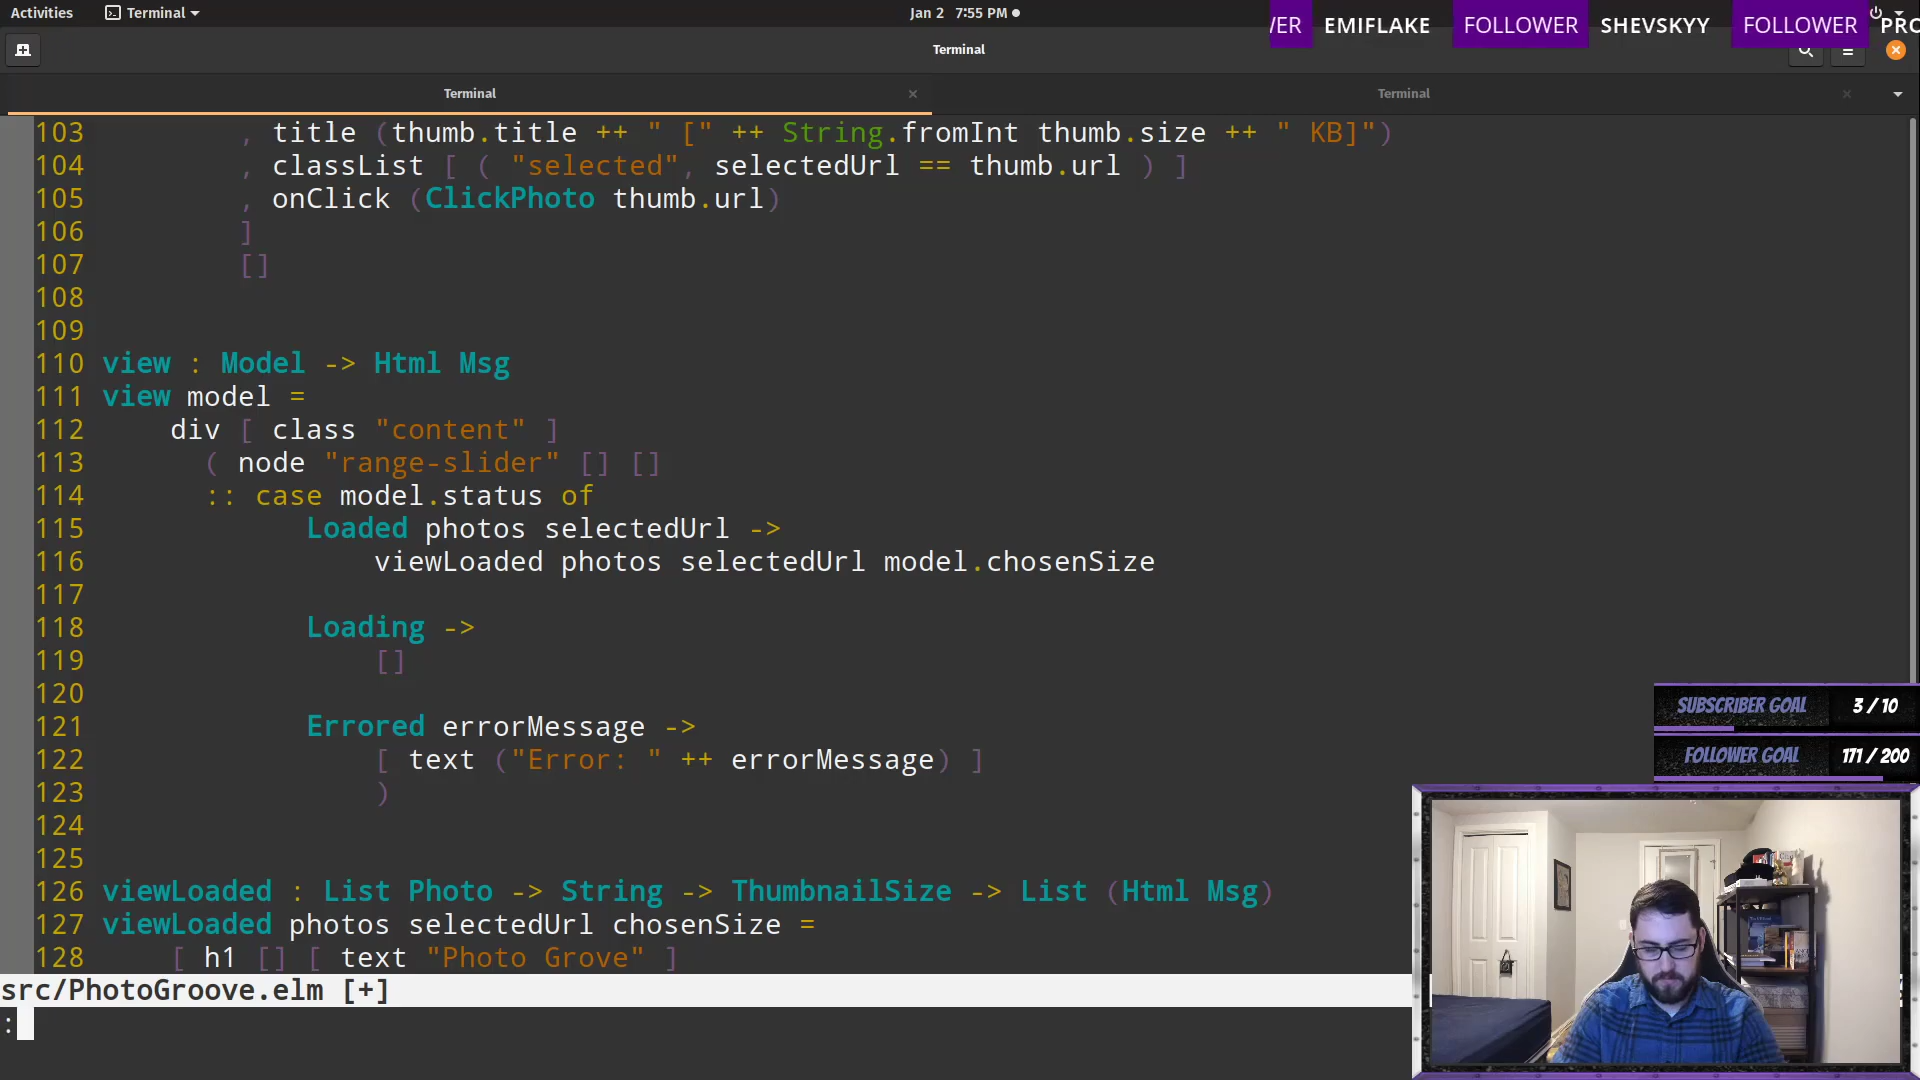 Activities Terminal Jan 2 7:55 PM
ER EMIFLAKE FOLLOWER SHEVSKYY FOLLOWER PRO
Terminal
Terminal Terminal
103 , title (thumb.title ++ " [" ++ String.fromInt thumb.size ++ " KB]")
104 , classList [ ( "selected", selectedUrl == thumb.url ) ]
105 , onClick (ClickPhoto thumb.url)
106 ]
107 []
108
109
110 view : Model -> Html Msg
111 view model =
112 div [ class "content" ]
113 ( node "range-slider" [] []
114 :: case model.status of
115 Loaded photos selectedUrl ->
116 viewLoaded photos selectedUrl model.chosenSize
117
118 Loading ->
119 []
120
121 Errored errorMessage ->
122 [ text ("Error: " ++ errorMessage) ]
123 )
124
125
126 viewLoaded : List Photo -> String -> ThumbnailSize -> List (Html Msg)
127 viewLoaded photos selectedUrl chosenSize =
128 [ h1 [] [ text "Photo Grove" ]
src/PhotoGroove.elm [+]
:
SUBSCRIBER GOAL 3 / 10
FOLLOWER GOAL 171 / 200